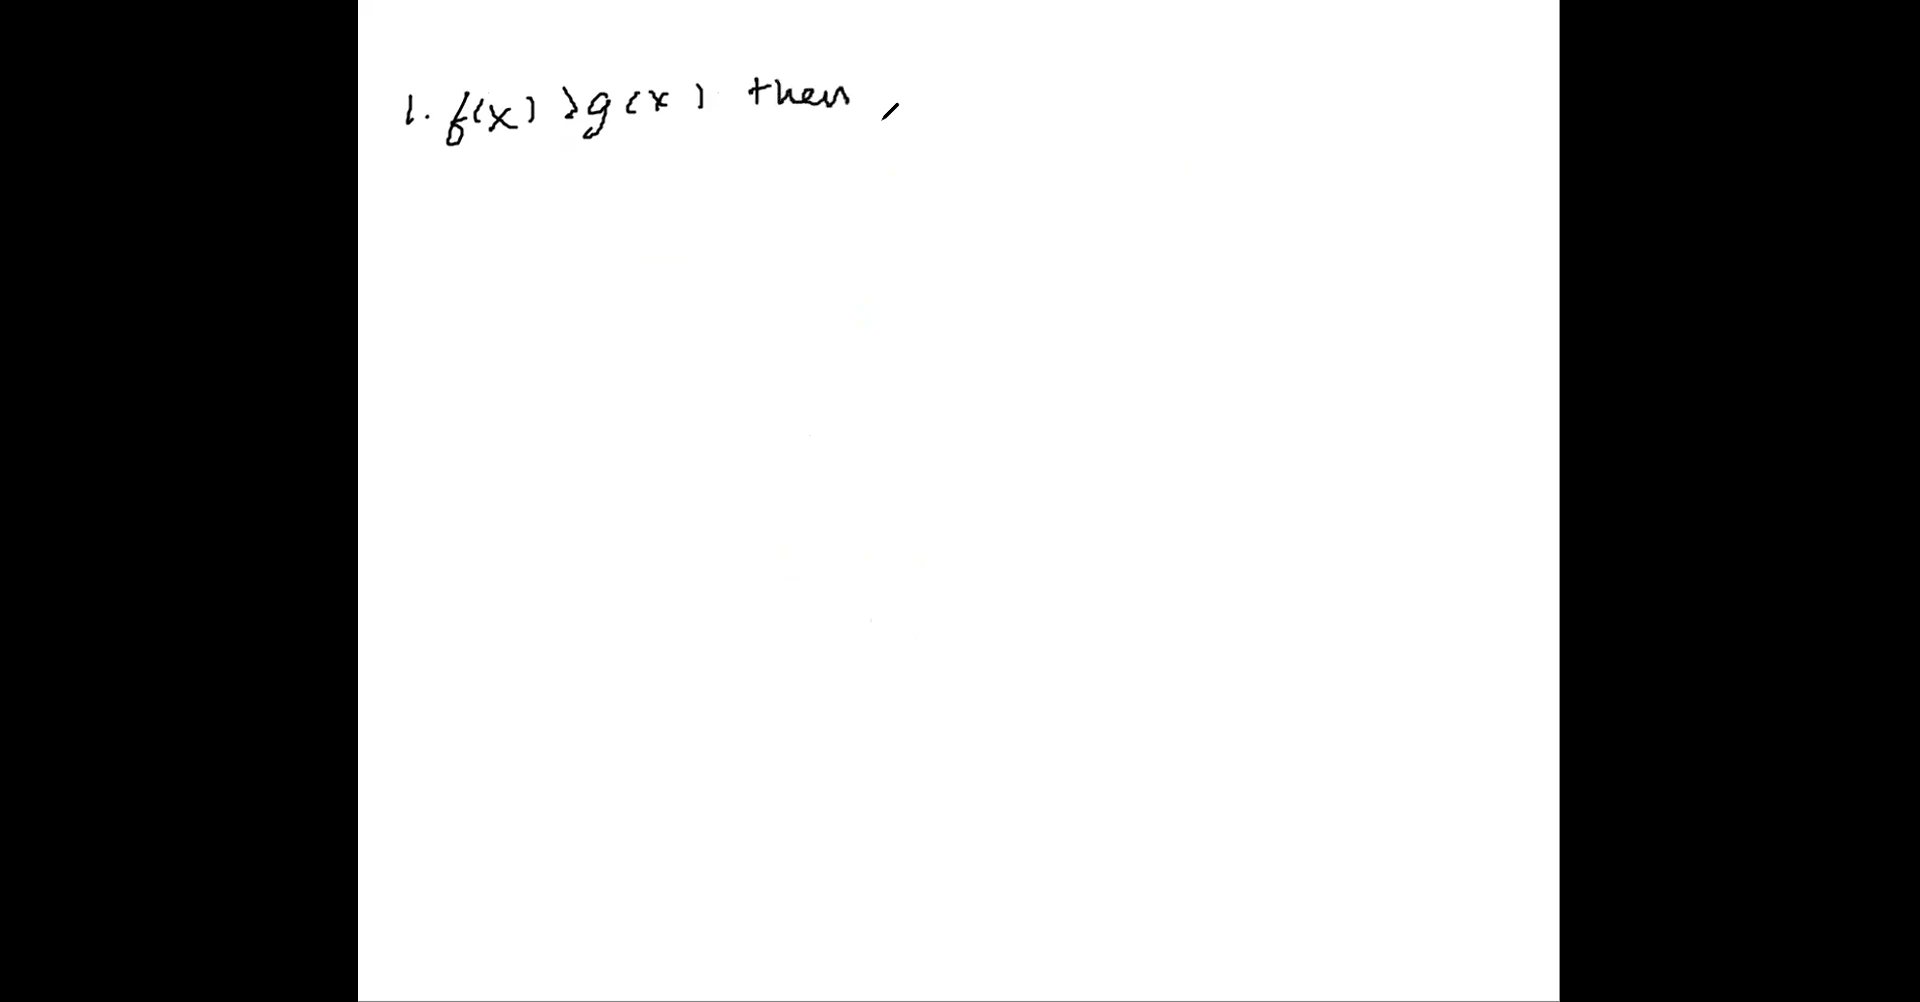 1. f(x) > g(x) then